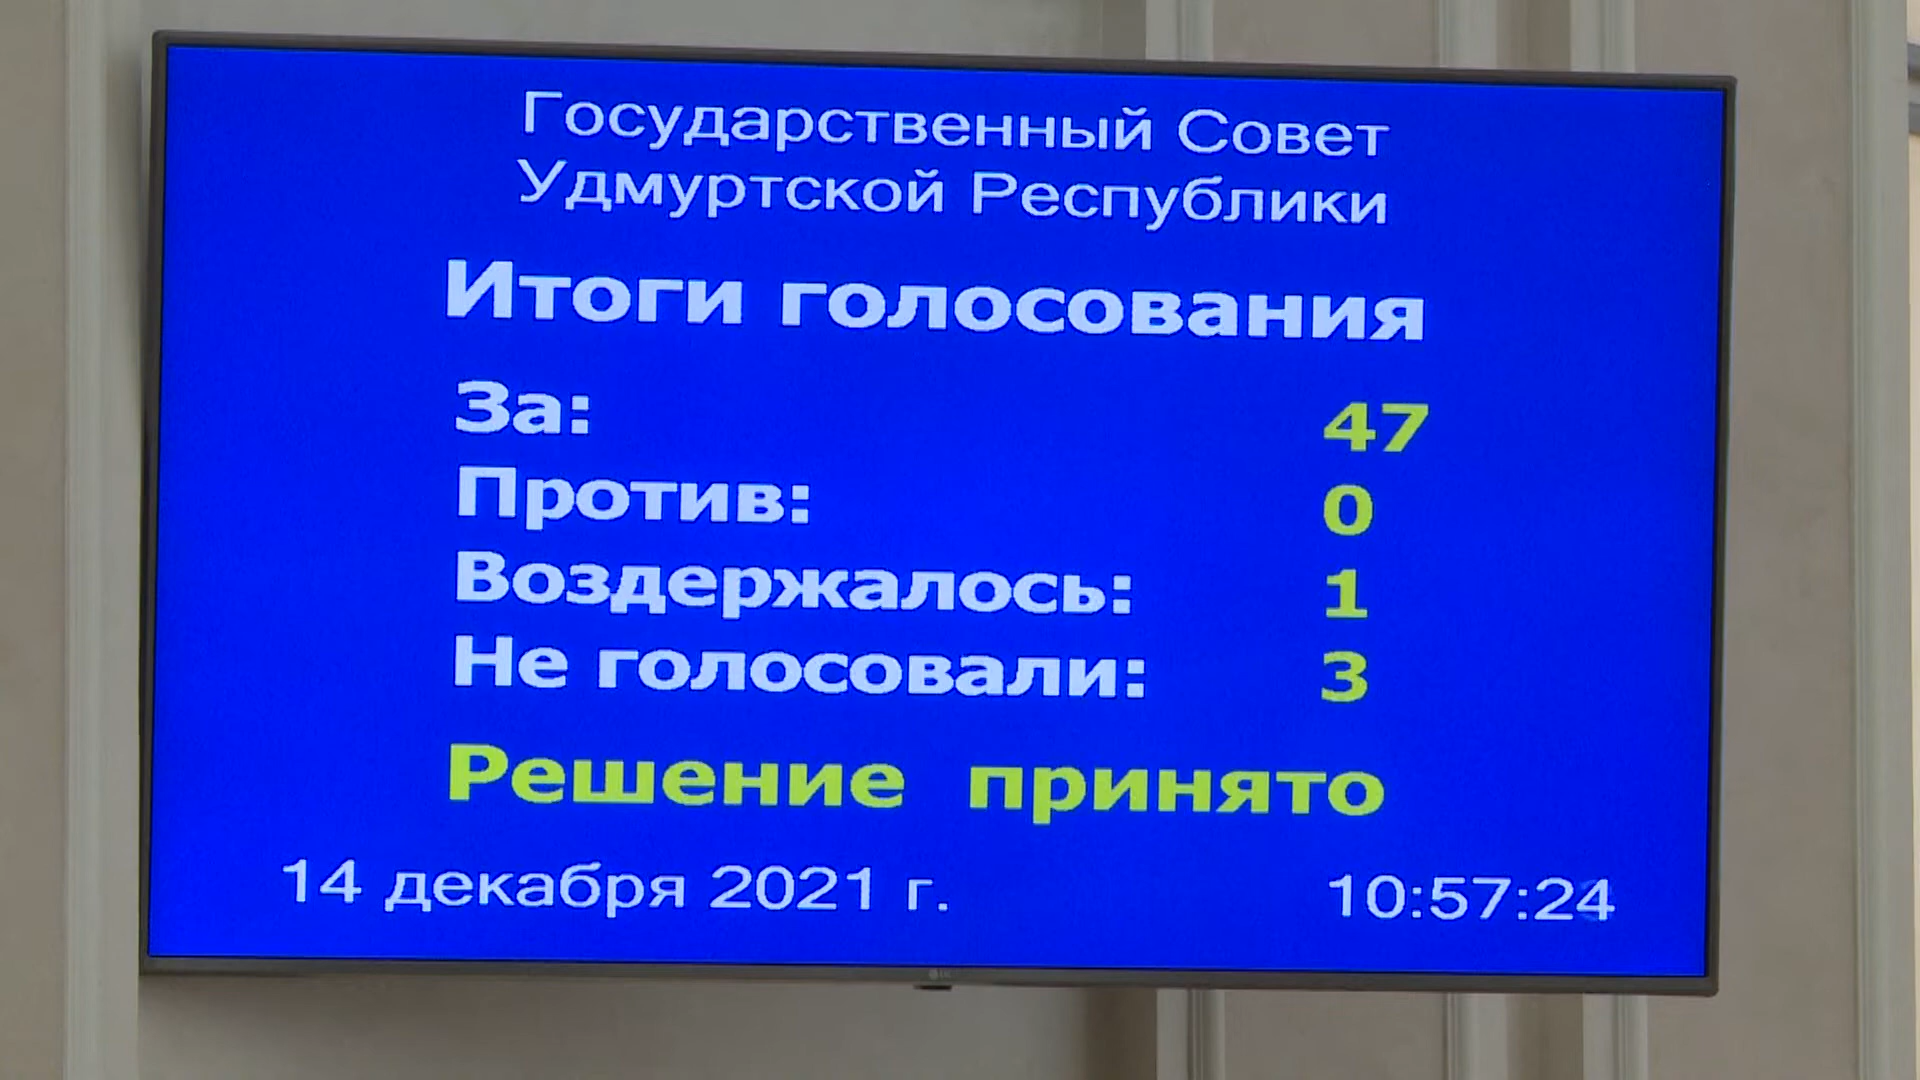 Государственный Совет
Удмуртской Республики
Итоги голосования
За: 47
Против: 0
Воздержалось: 1
Не голосовали: 3
Решение принято
14 декабря 2021 г. 10:57:24
LG